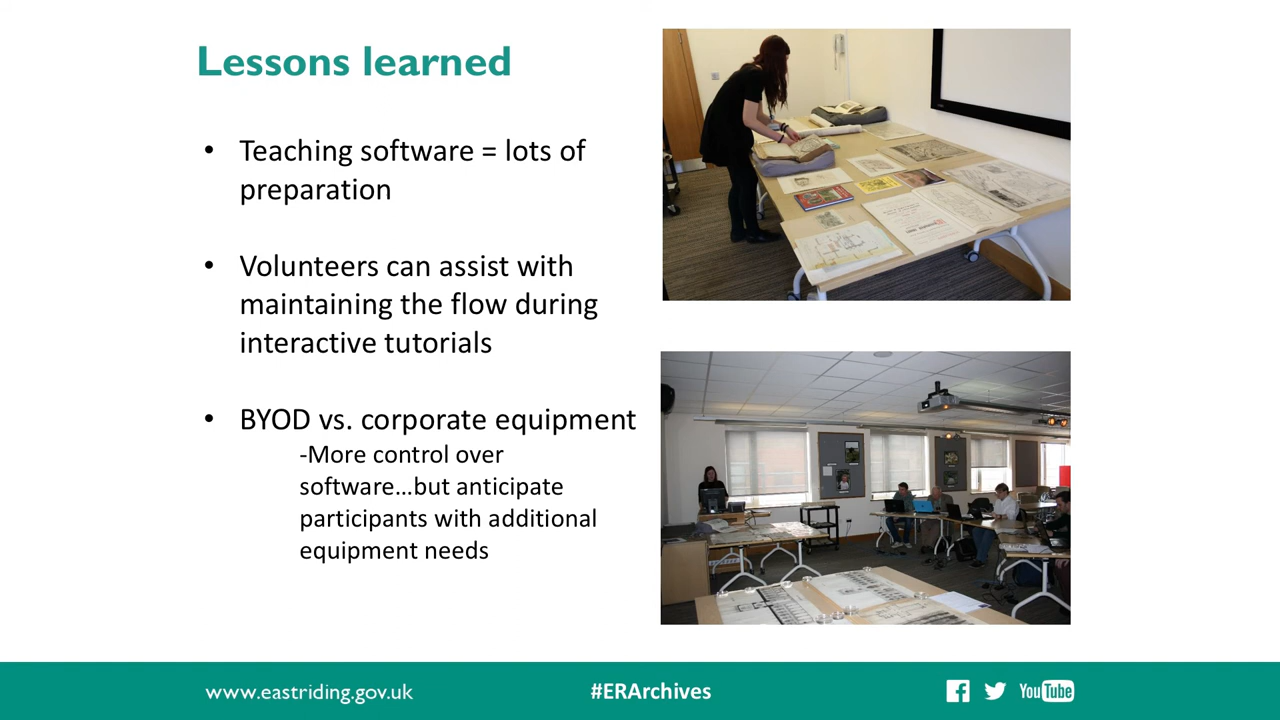 Lessons learned
• Teaching software = lots of
preparation
• Volunteers can assist with
maintaining the flow during
interactive tutorials
• BYOD vs. corporate equipment
-More control over
software…but anticipate
participants with additional
equipment needs
www.eastriding.gov.uk
#ERArchives
YouTube